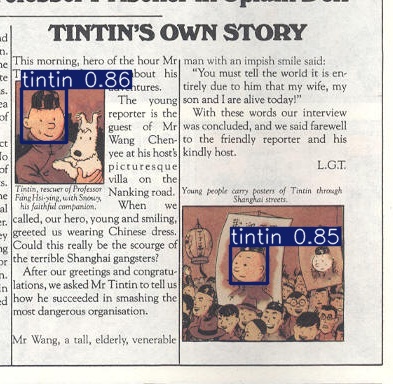 TINTIN'S OWN STORY
This morning, hero of the hour Mr
about his
adventures.
tintin 0.86
The young
reporter is the
guest of Mr
Wang Chen-
yee at his host's
picturesque
villa on the
Nanking road.
Tintin, rescuer of Professor
Fang Hsi-ying, with Snowy,
his faithful companion.
When we
called, our hero, young and smiling,
greeted us wearing Chinese dress.
Could this really be the scourge of
the terrible Shanghai gangsters?
After our greetings and congratu-
lations, we asked Mr Tintin to tell us
how he succeeded in smashing the
most dangerous organisation.
Mr Wang, a tall, elderly, venerable
man with an impish smile said:
"You must tell the world it is en-
tirely due to him that my wife, my
son and I are alive today!"
With these words our interview
was concluded, and we said farewell
to the friendly reporter and his
kindly host.
L.G.T.
Young people carry posters of Tintin through
Shanghai streets.
tintin 0.85